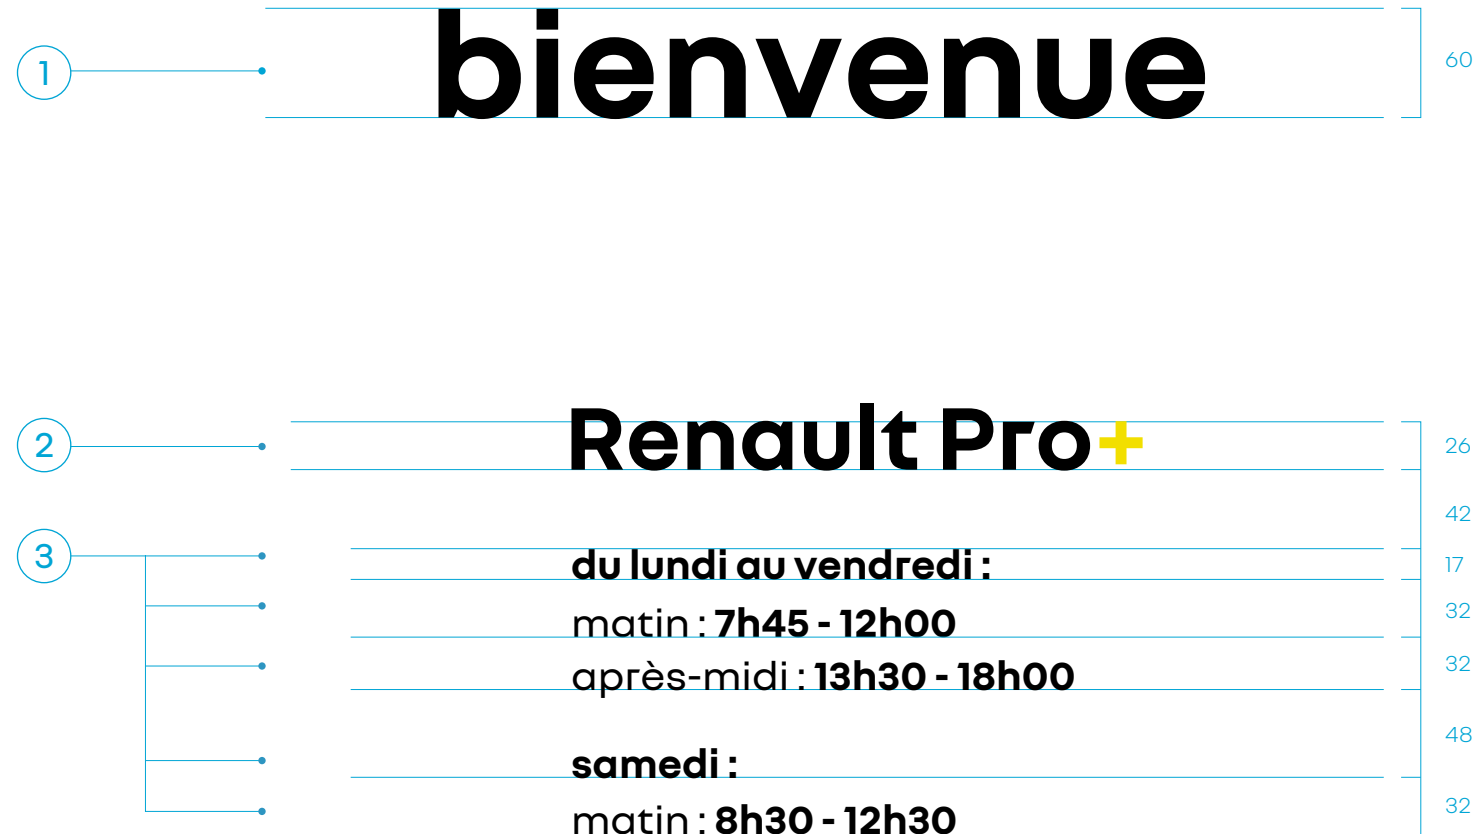 1
bienvenue
60
2
Renault Pro+
26
42
3
du lundi au vendredi :
17
matin : 7h45 - 12h00
32
après-midi : 13h30 - 18h00
32
48
samedi :
matin : 8h30 - 12h30
32